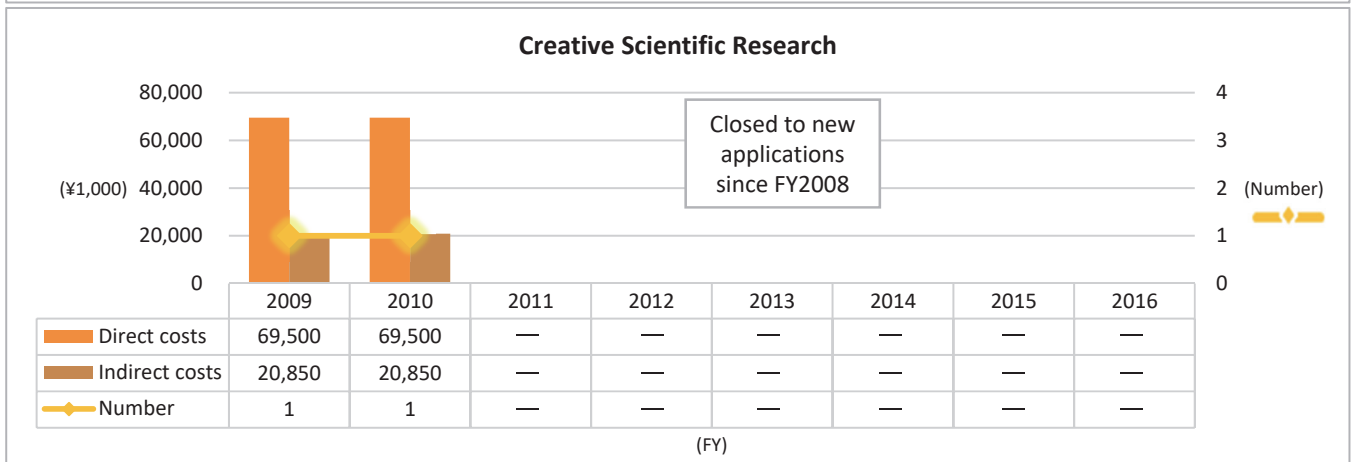 Creative Scientific Research
80,000
60,000
(¥1,000) 40,000
20,000
0
4
3
2 (Number)
1
0
Closed to new
applications
since FY2008
2009 2010 2011 2012 2013 2014 2015 2016
Direct costs 69,500 69,500 — — — — — —
Indirect costs 20,850 20,850 — — — — — —
Number 1 1 — — — — — —
(FY)